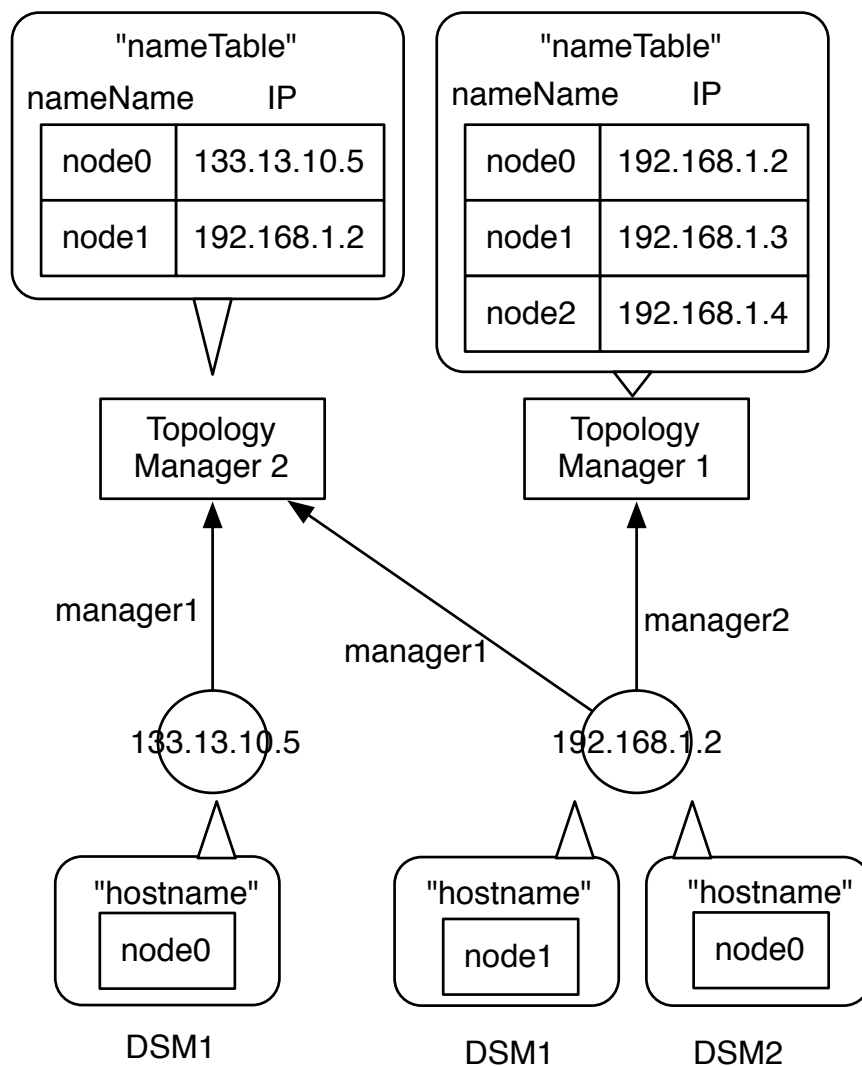 "nameTable"
nameName IP
node0 133.13.10.5
node1 192.168.1.2
"nameTable"
nameName IP
node0 192.168.1.2
node1 192.168.1.3
node2 192.168.1.4
Topology
Manager 2
Topology
Manager 1
manager1
manager1
manager2
133.13.10.5
192.168.1.2
"hostname"
node0
DSM1
"hostname"
node1
DSM1
"hostname"
node0
DSM2